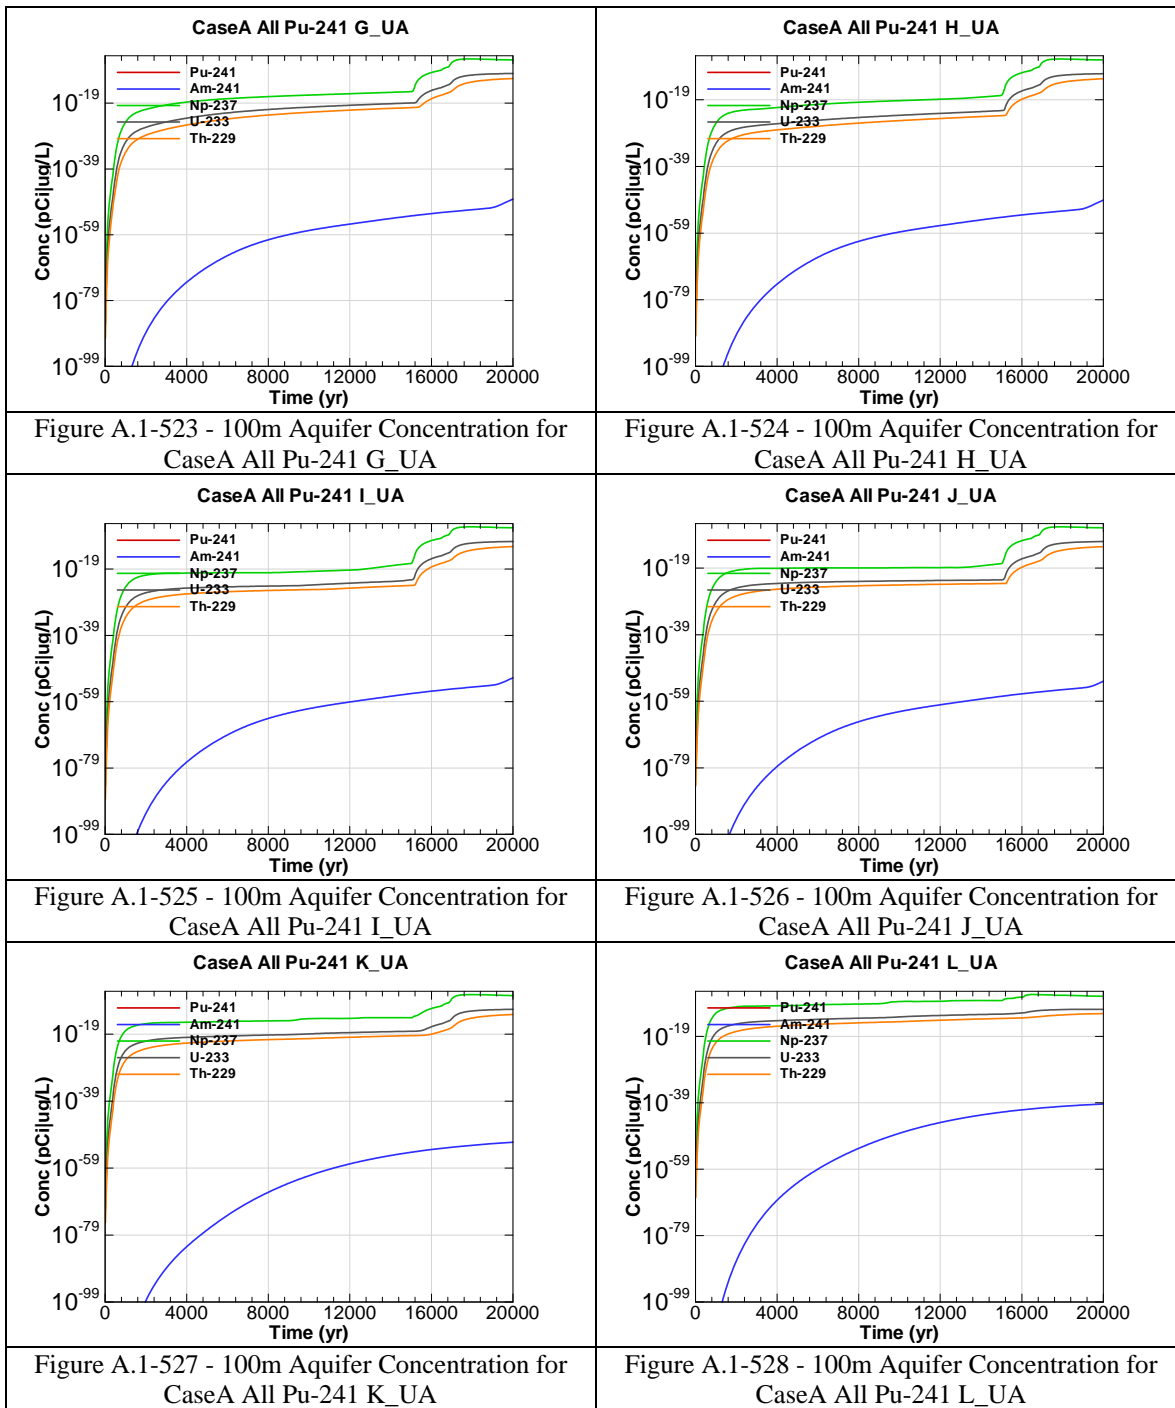 CaseA All Pu-241 G_UA
Conc (pCi|ug/L)
10^-19
10^-39
10^-59
10^-79
10^-99
Pu-241
Am-241
Np-237
U-233
Th-229
0 4000 8000 12000 16000 20000
Time (yr)
Figure A.1-523 - 100m Aquifer Concentration for
CaseA All Pu-241 G_UA
CaseA All Pu-241 H_UA
Conc (pCi|ug/L)
10^-19
10^-39
10^-59
10^-79
10^-99
Pu-241
Am-241
Np-237
U-233
Th-229
0 4000 8000 12000 16000 20000
Time (yr)
Figure A.1-524 - 100m Aquifer Concentration for
CaseA All Pu-241 H_UA
CaseA All Pu-241 I_UA
Conc (pCi|ug/L)
10^-19
10^-39
10^-59
10^-79
10^-99
Pu-241
Am-241
Np-237
U-233
Th-229
0 4000 8000 12000 16000 20000
Time (yr)
Figure A.1-525 - 100m Aquifer Concentration for
CaseA All Pu-241 I_UA
CaseA All Pu-241 J_UA
Conc (pCi|ug/L)
10^-19
10^-39
10^-59
10^-79
10^-99
Pu-241
Am-241
Np-237
U-233
Th-229
0 4000 8000 12000 16000 20000
Time (yr)
Figure A.1-526 - 100m Aquifer Concentration for
CaseA All Pu-241 J_UA
CaseA All Pu-241 K_UA
Conc (pCi|ug/L)
10^-19
10^-39
10^-59
10^-79
10^-99
Pu-241
Am-241
Np-237
U-233
Th-229
0 4000 8000 12000 16000 20000
Time (yr)
Figure A.1-527 - 100m Aquifer Concentration for
CaseA All Pu-241 K_UA
CaseA All Pu-241 L_UA
Conc (pCi|ug/L)
10^-19
10^-39
10^-59
10^-79
10^-99
Pu-241
Am-241
Np-237
U-233
Th-229
0 4000 8000 12000 16000 20000
Time (yr)
Figure A.1-528 - 100m Aquifer Concentration for
CaseA All Pu-241 L_UA